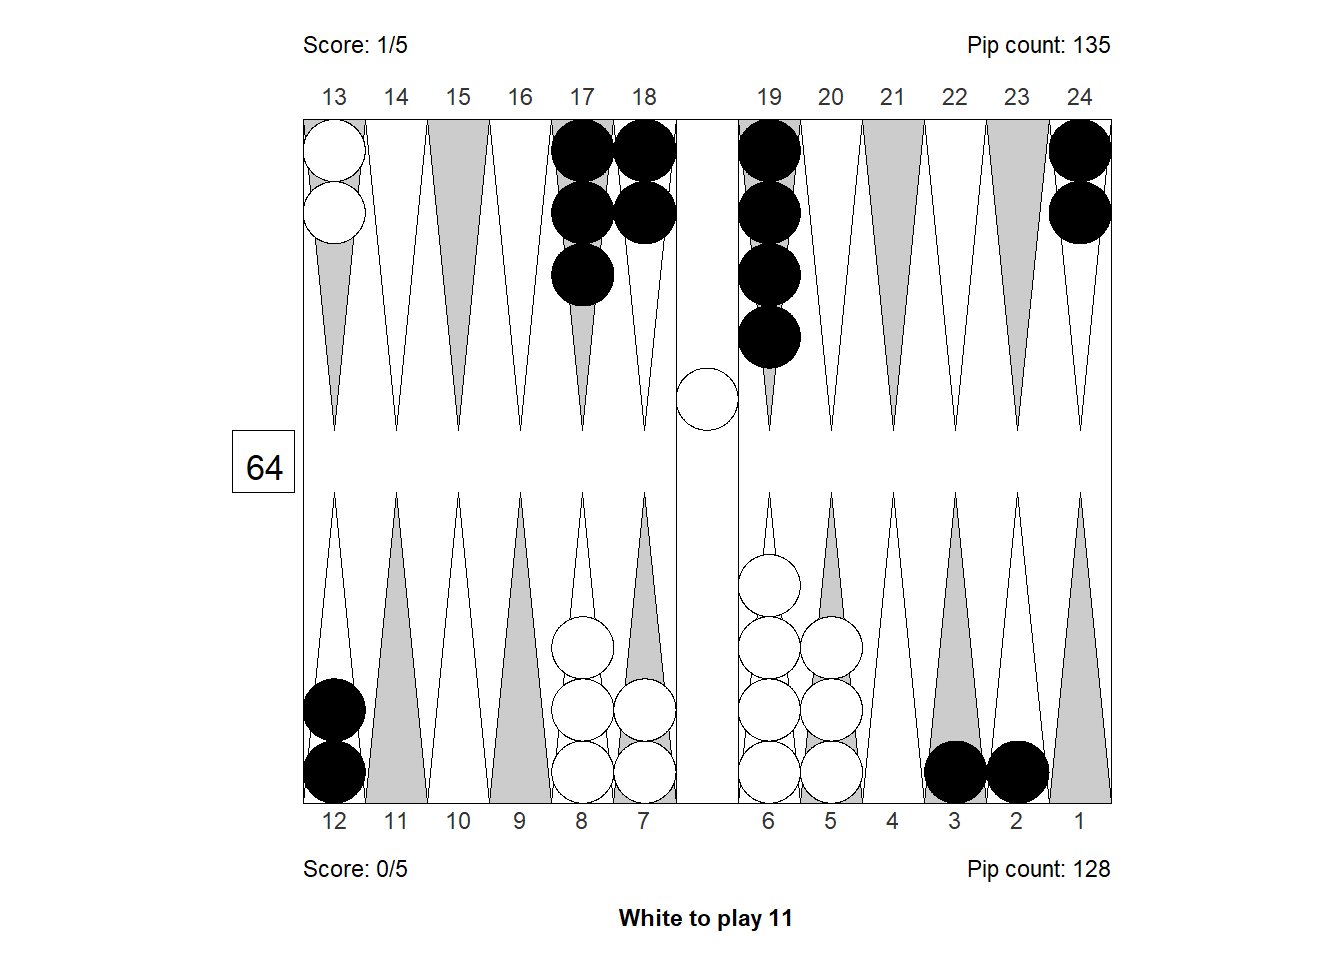 Score: 1/5 Pip count: 135
13 14 15 16 17 18 19 20 21 22 23 24
64
12 11 10 9 8 7 6 5 4 3 2 1
Score: 0/5 Pip count: 128
White to play 11